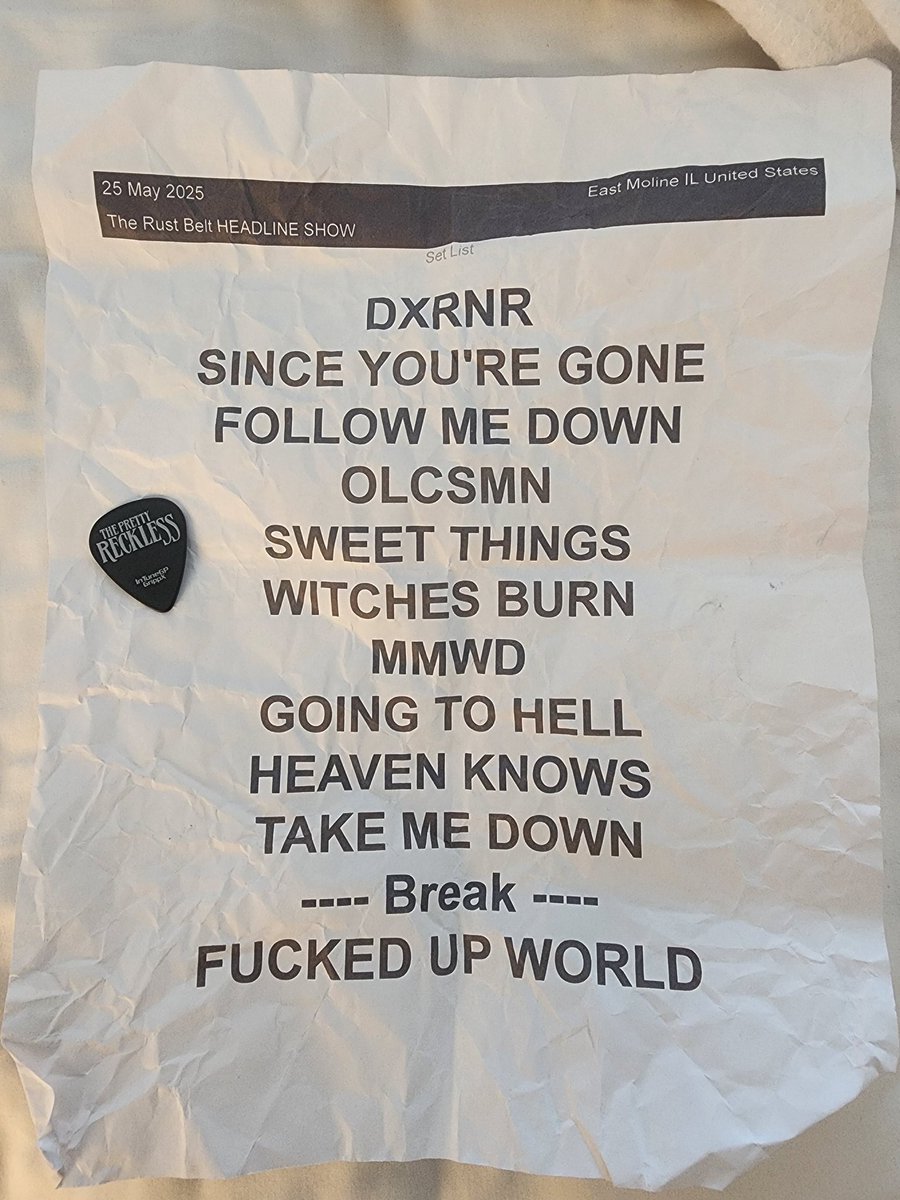 25 May 2025
East Moline IL United States
The Rust Belt HEADLINE SHOW
Set List
DXRNR
SINCE YOU'RE GONE
FOLLOW ME DOWN
OLCSMN
SWEET THINGS
WITCHES BURN
MMWD
GOING TO HELL
HEAVEN KNOWS
TAKE ME DOWN
---- Break ----
FUCKED UP WORLD
THE PRETTY
RECKLESS
InTuneGP
GrippX